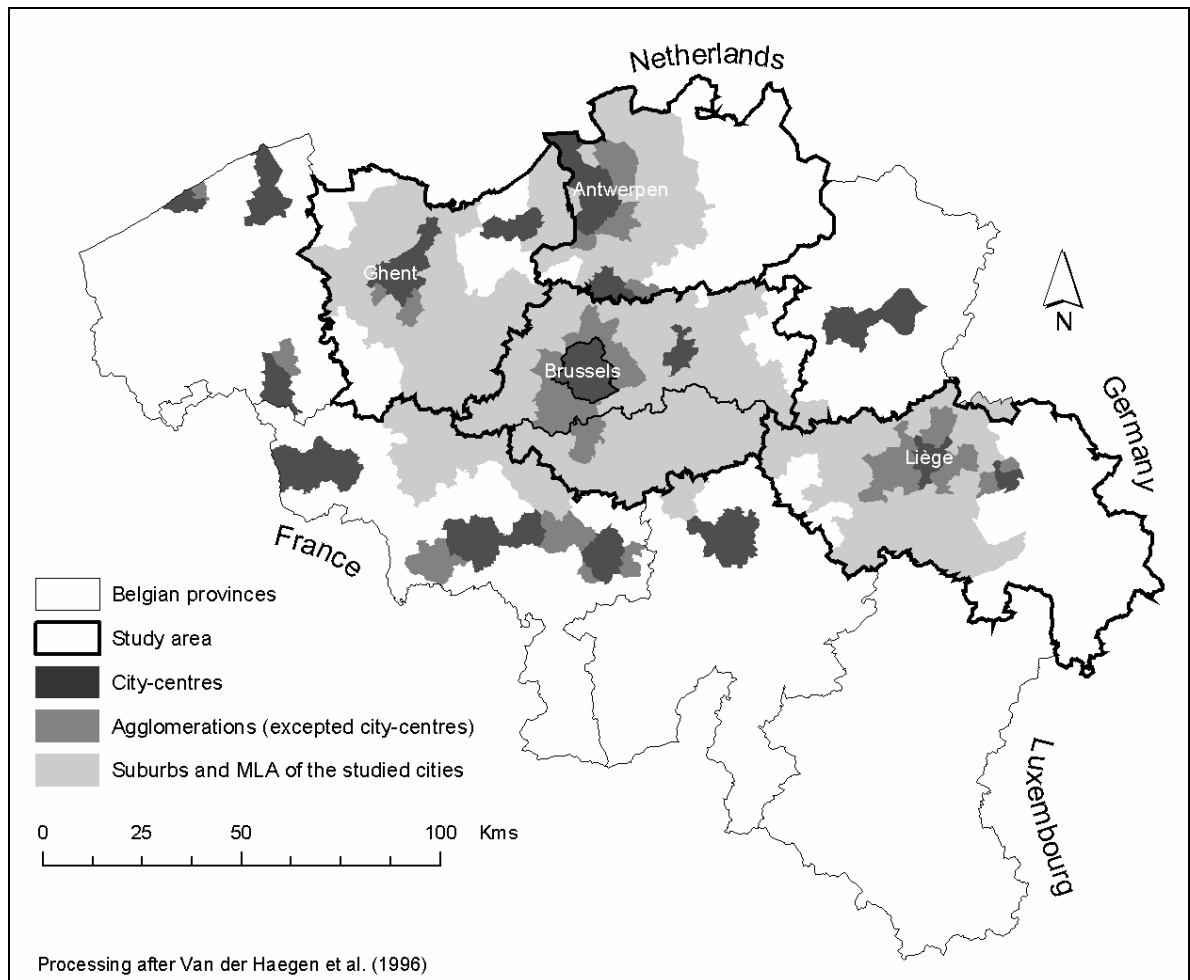 Netherlands
Antwerpen
Ghent
N
Brussels
Germany
Liège
France
Belgian provinces
Study area
City-centres
Agglomerations (excepted city-centres)
Suburbs and MLA of the studied cities
Luxembourg
0 25 50 100 Kms
Processing after Van der Haegen et al. (1996)